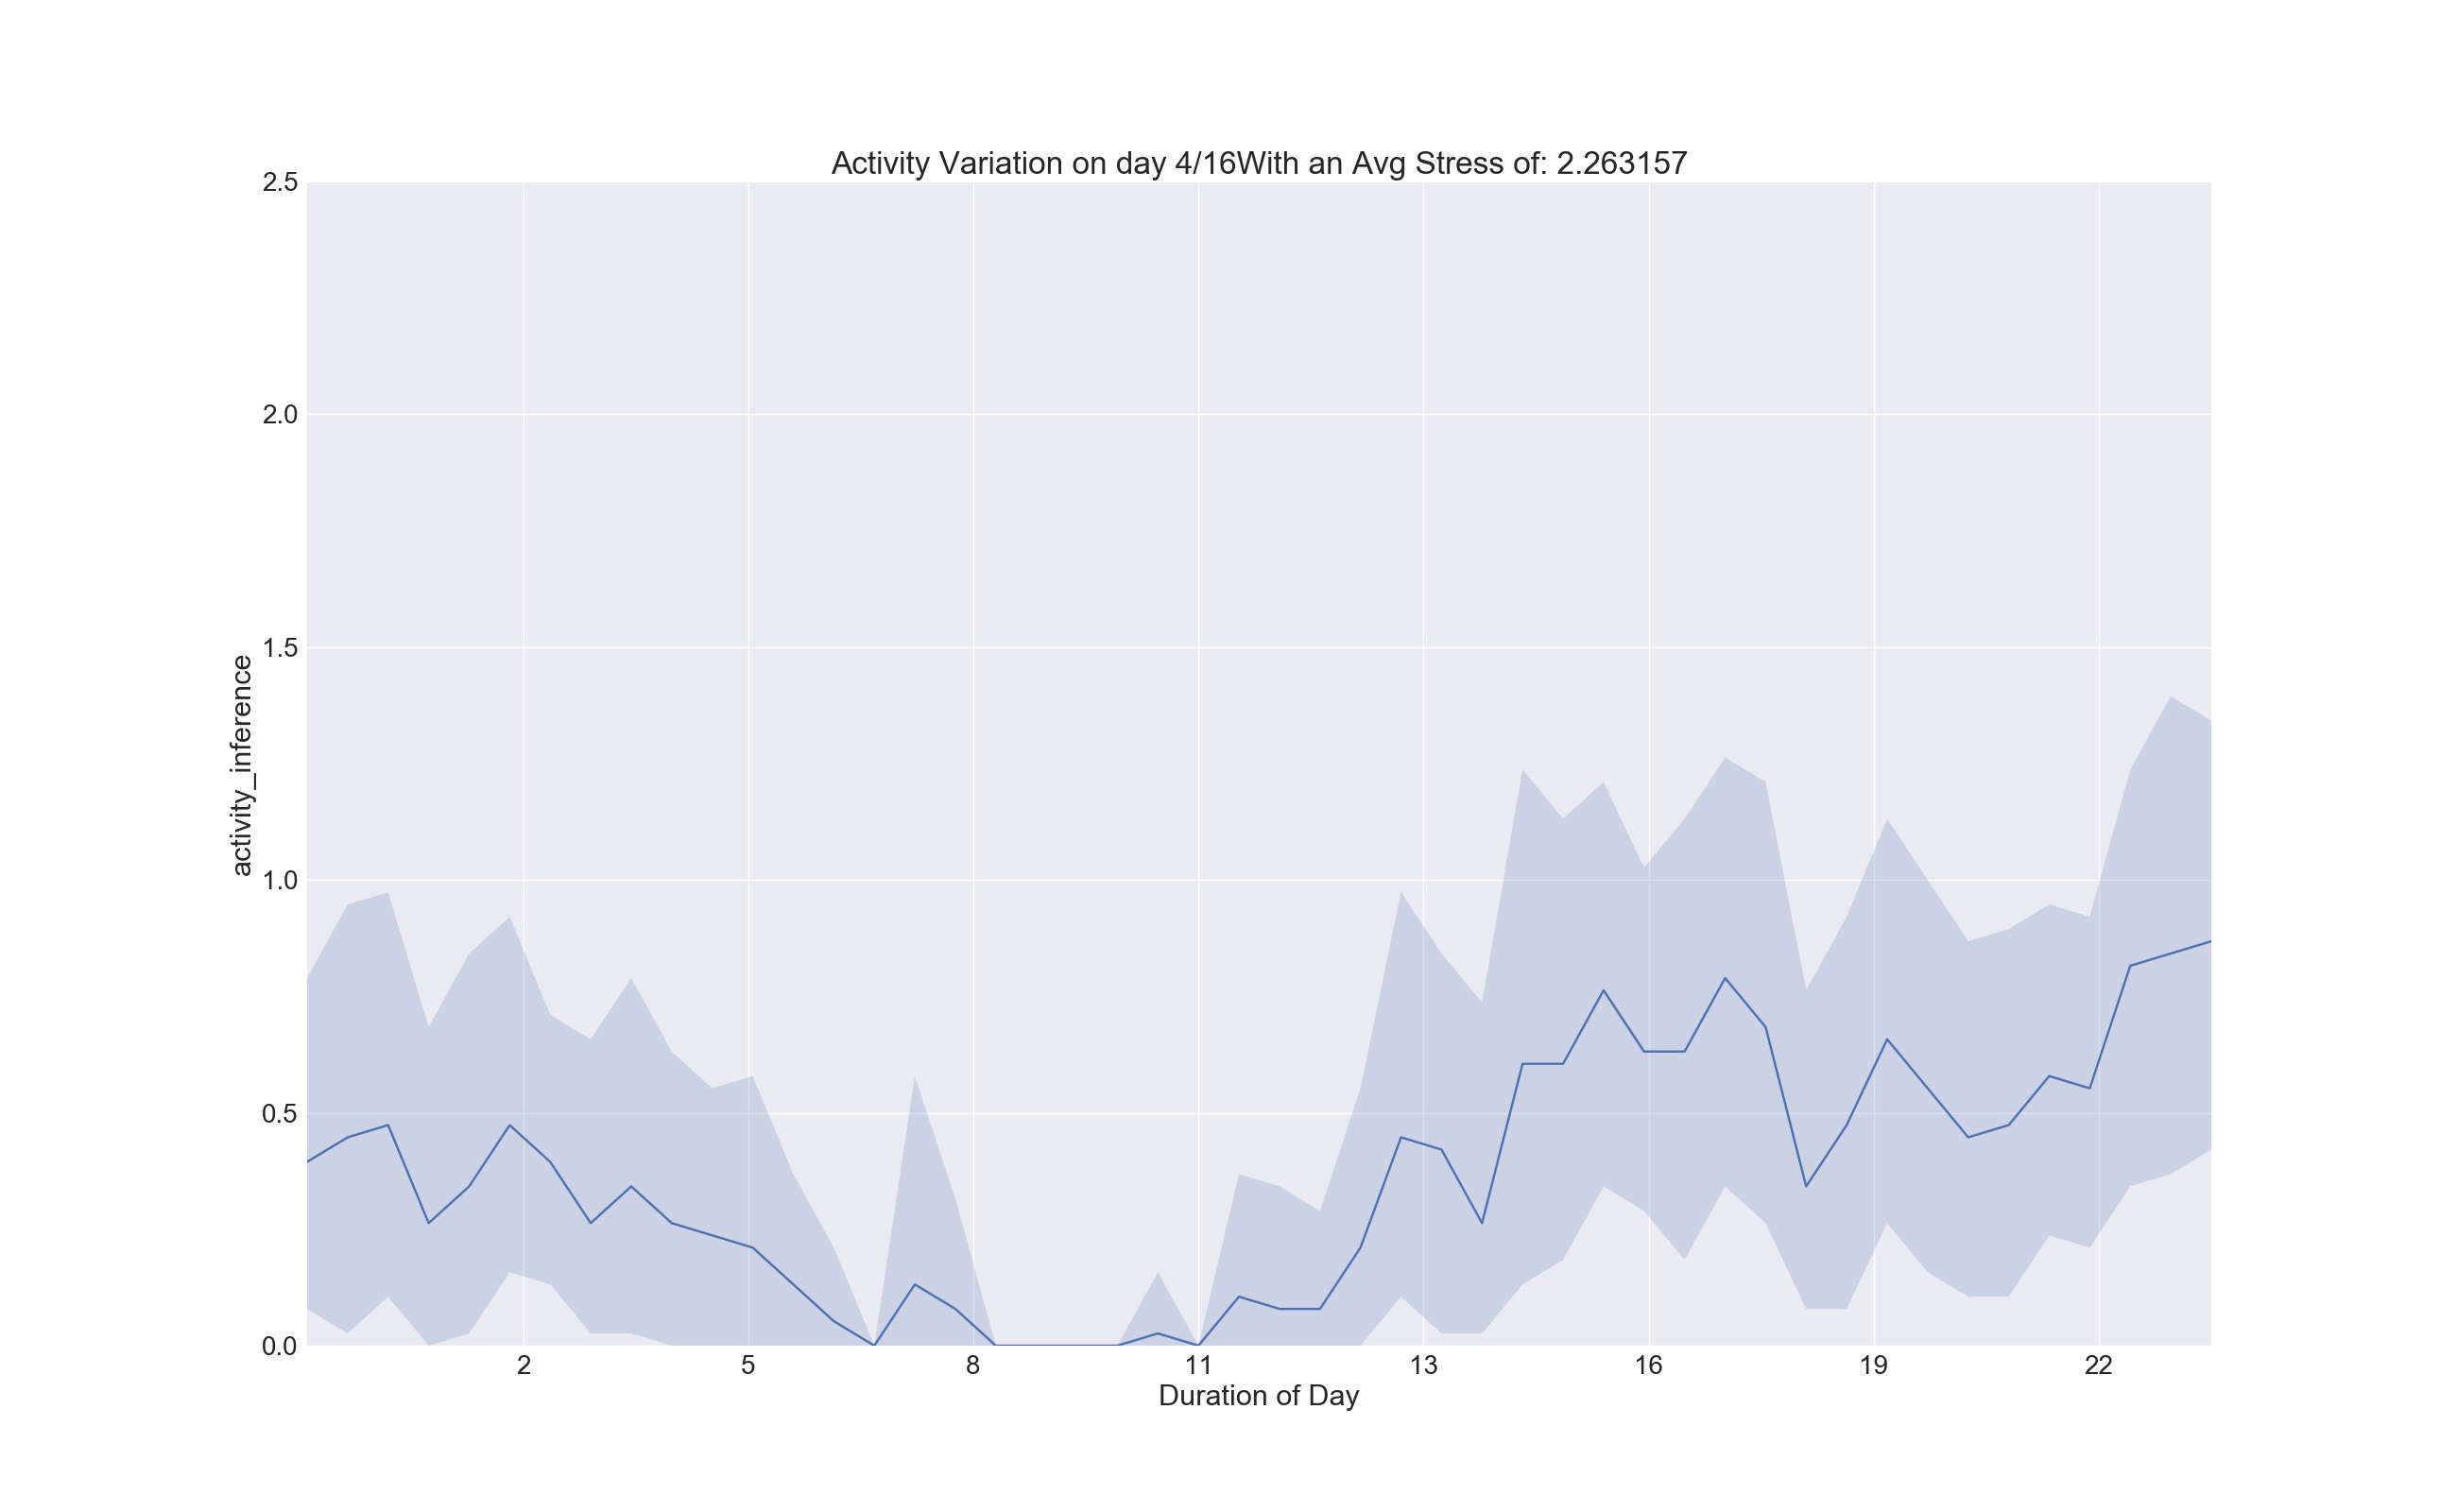 Activity Variation on day 4/16With an Avg Stress of: 2.263157
2.5
2.0
1.5
1.0
0.5
0.0
activity_inference
2 5 8 11 13 16 19 22
Duration of Day